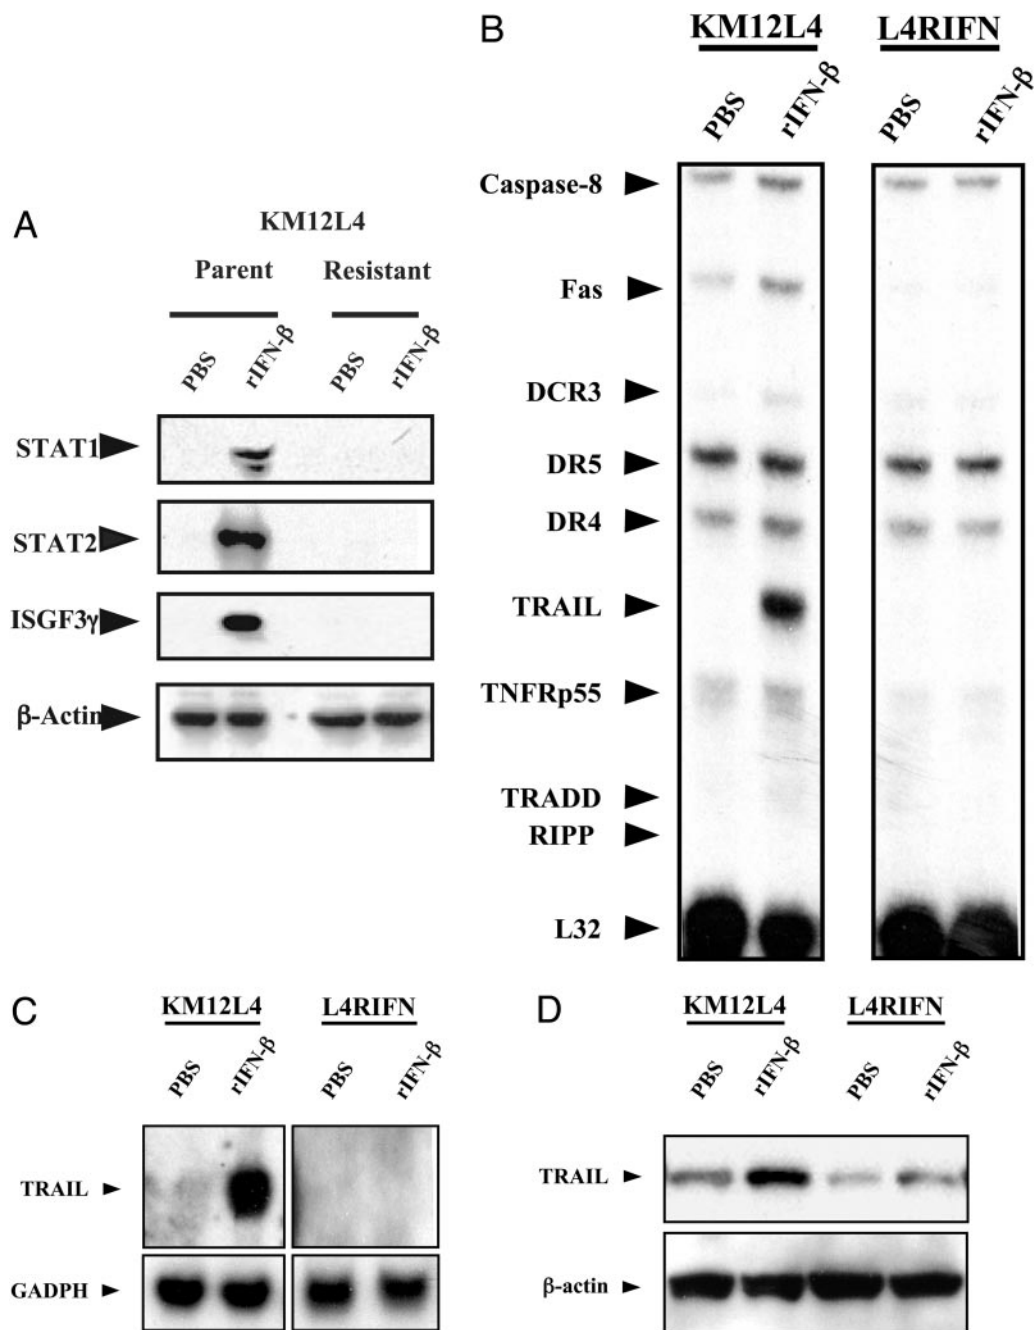 A
KM12L4
Parent Resistant
PBS rIFN-β PBS rIFN-β
STAT1
STAT2
ISGF3γ
β-Actin
B
KM12L4 L4RIFN
PBS rIFN-β PBS rIFN-β
Caspase-8
Fas
DCR3
DR5
DR4
TRAIL
TNFRp55
TRADD
RIPP
L32
C
KM12L4 L4RIFN
PBS rIFN-β PBS rIFN-β
TRAIL
GADPH
D
KM12L4 L4RIFN
PBS rIFN-β PBS rIFN-β
TRAIL
β-actin